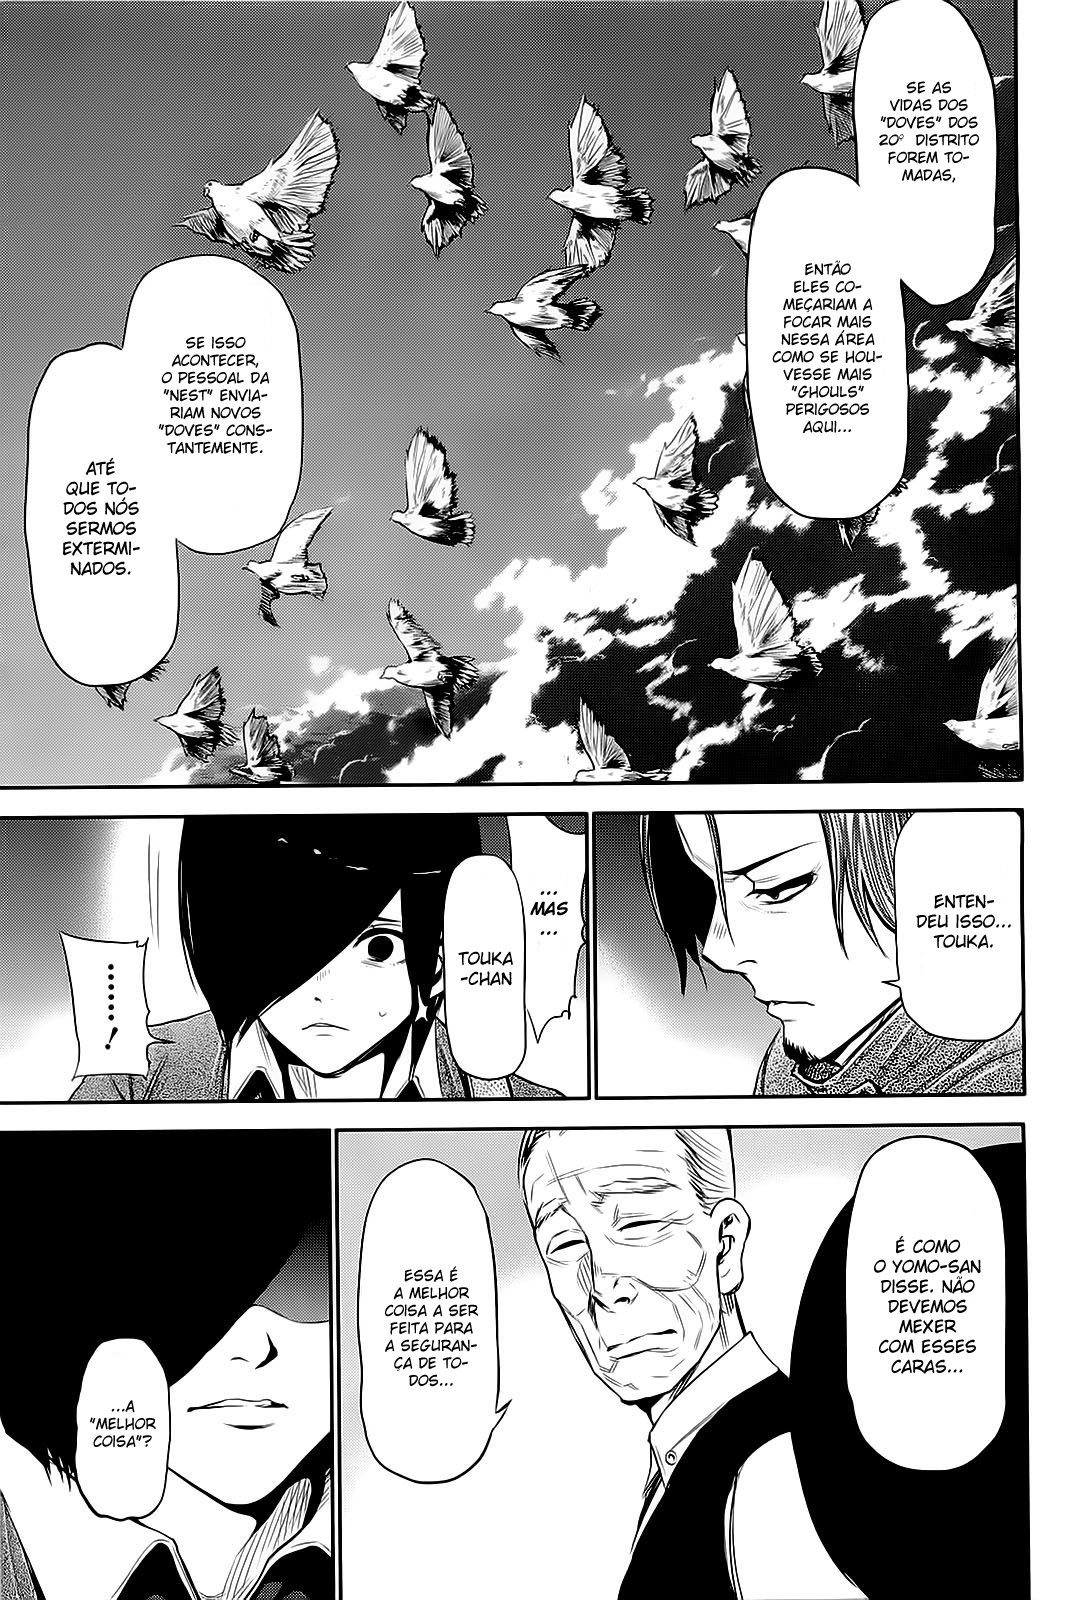 SE AS
VIDAS DOS
"DOVES" DOS
20° DISTRITO
FOREM TO-
MADAS,
ENTÃO
ELES CO-
MEÇARIAM A
FOCAR MAIS
NESSA ÁREA
COMO SE HOU-
VESSE MAIS
"GHOULS"
PERIGOSOS
AQUI...
SE ISSO
ACONTECER,
O PESSOAL DA
"NEST" ENVIA-
RIAM NOVOS
"DOVES" CONS-
TANTEMENTE.
ATÉ
QUE TO-
DOS NÓS
SERMOS
EXTERMI-
NADOS.
ENTEN-
DEU ISSO...
TOUKA.
...
MAS
...
TOUKA
-CHAN
......!
É COMO
O YOMO-SAN
DISSE. NÃO
DEVEMOS
MEXER
COM ESSES
CARAS...
ESSA É
A MELHOR
COISA A SER
FEITA PARA
A SEGURAN-
ÇA DE TO-
DOS...
...A
"MELHOR
COISA"?